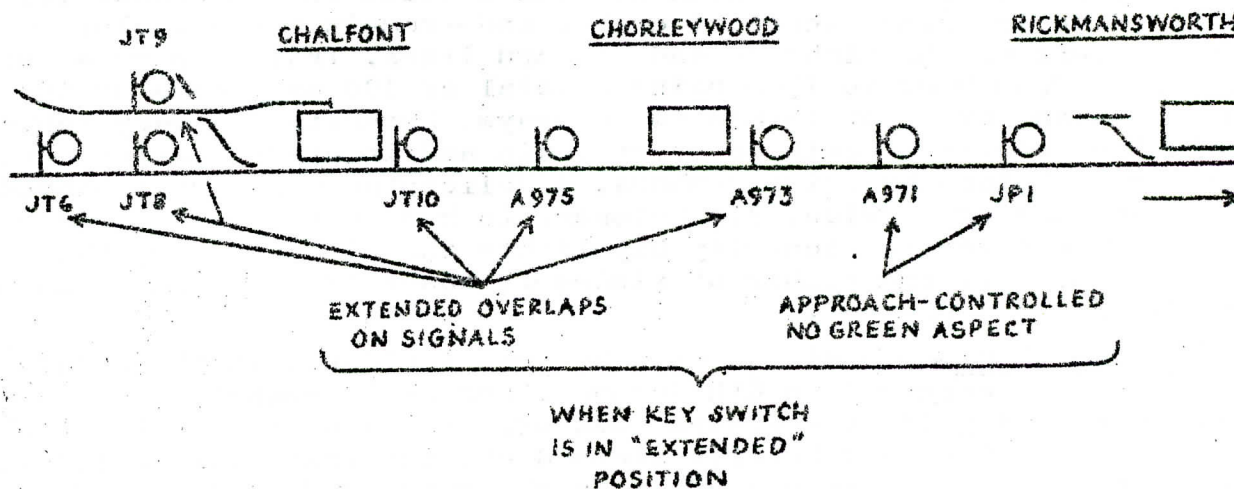 JT9
CHALFONT
CHORLEYWOOD
RICKMANSWORTH
JT6
JT8
JT10
A975
A973
A971
JP1
EXTENDED OVERLAPS
ON SIGNALS
APPROACH-CONTROLLED
NO GREEN ASPECT
WHEN KEY SWITCH
IS IN "EXTENDED"
POSITION